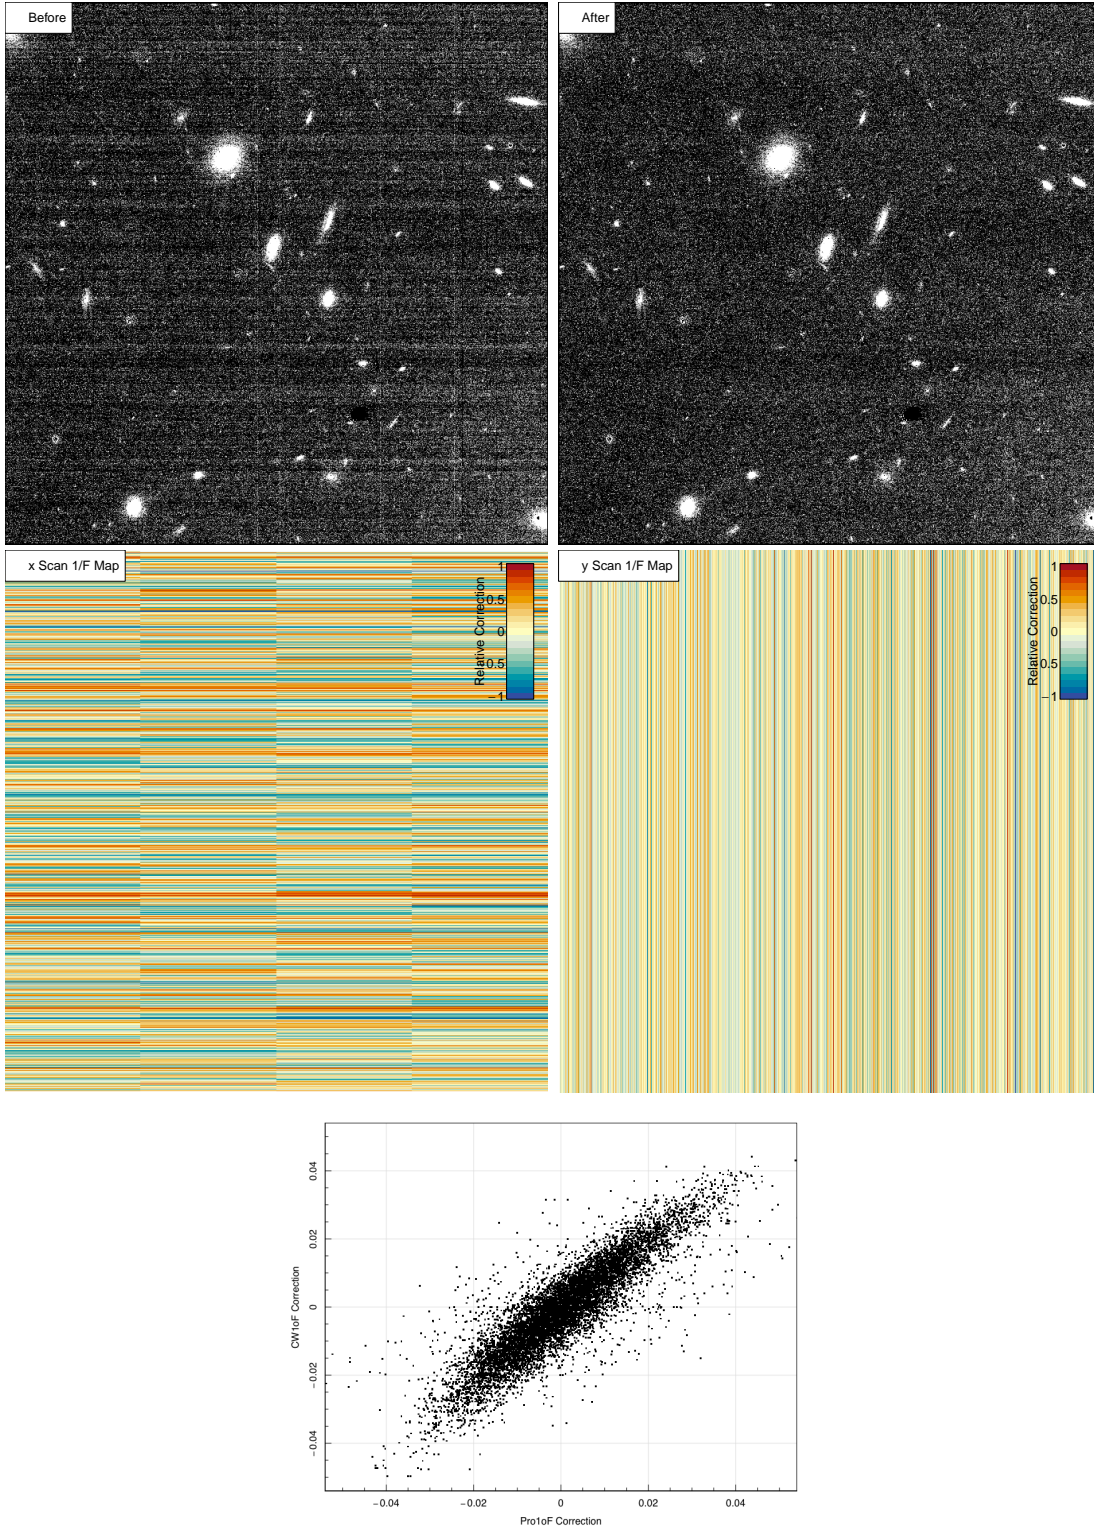 Before
After
x Scan 1/F Map
1
0.5
0
0.5
−1
Relative Correction
y Scan 1/F Map
1
0.5
0
0.5
−1
Relative Correction
0.04
0.02
0
−0.02
−0.04
CW1oF Correction
−0.04
−0.02
0
0.02
0.04
Pro1oF Correction